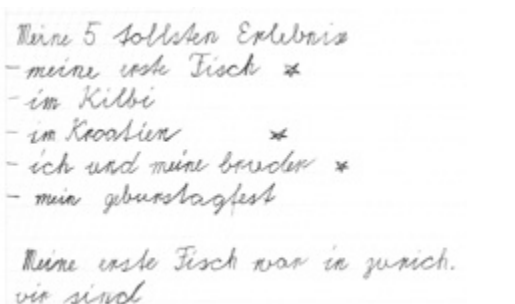 Meine 5 tollsten Erlebnise
- meine erste Fisch *
- im Kilbi
- im Kroatien *
- ich und meine bruder *
- mein geburstagfest
Meine erste Fisch war in zurich.
vir sind